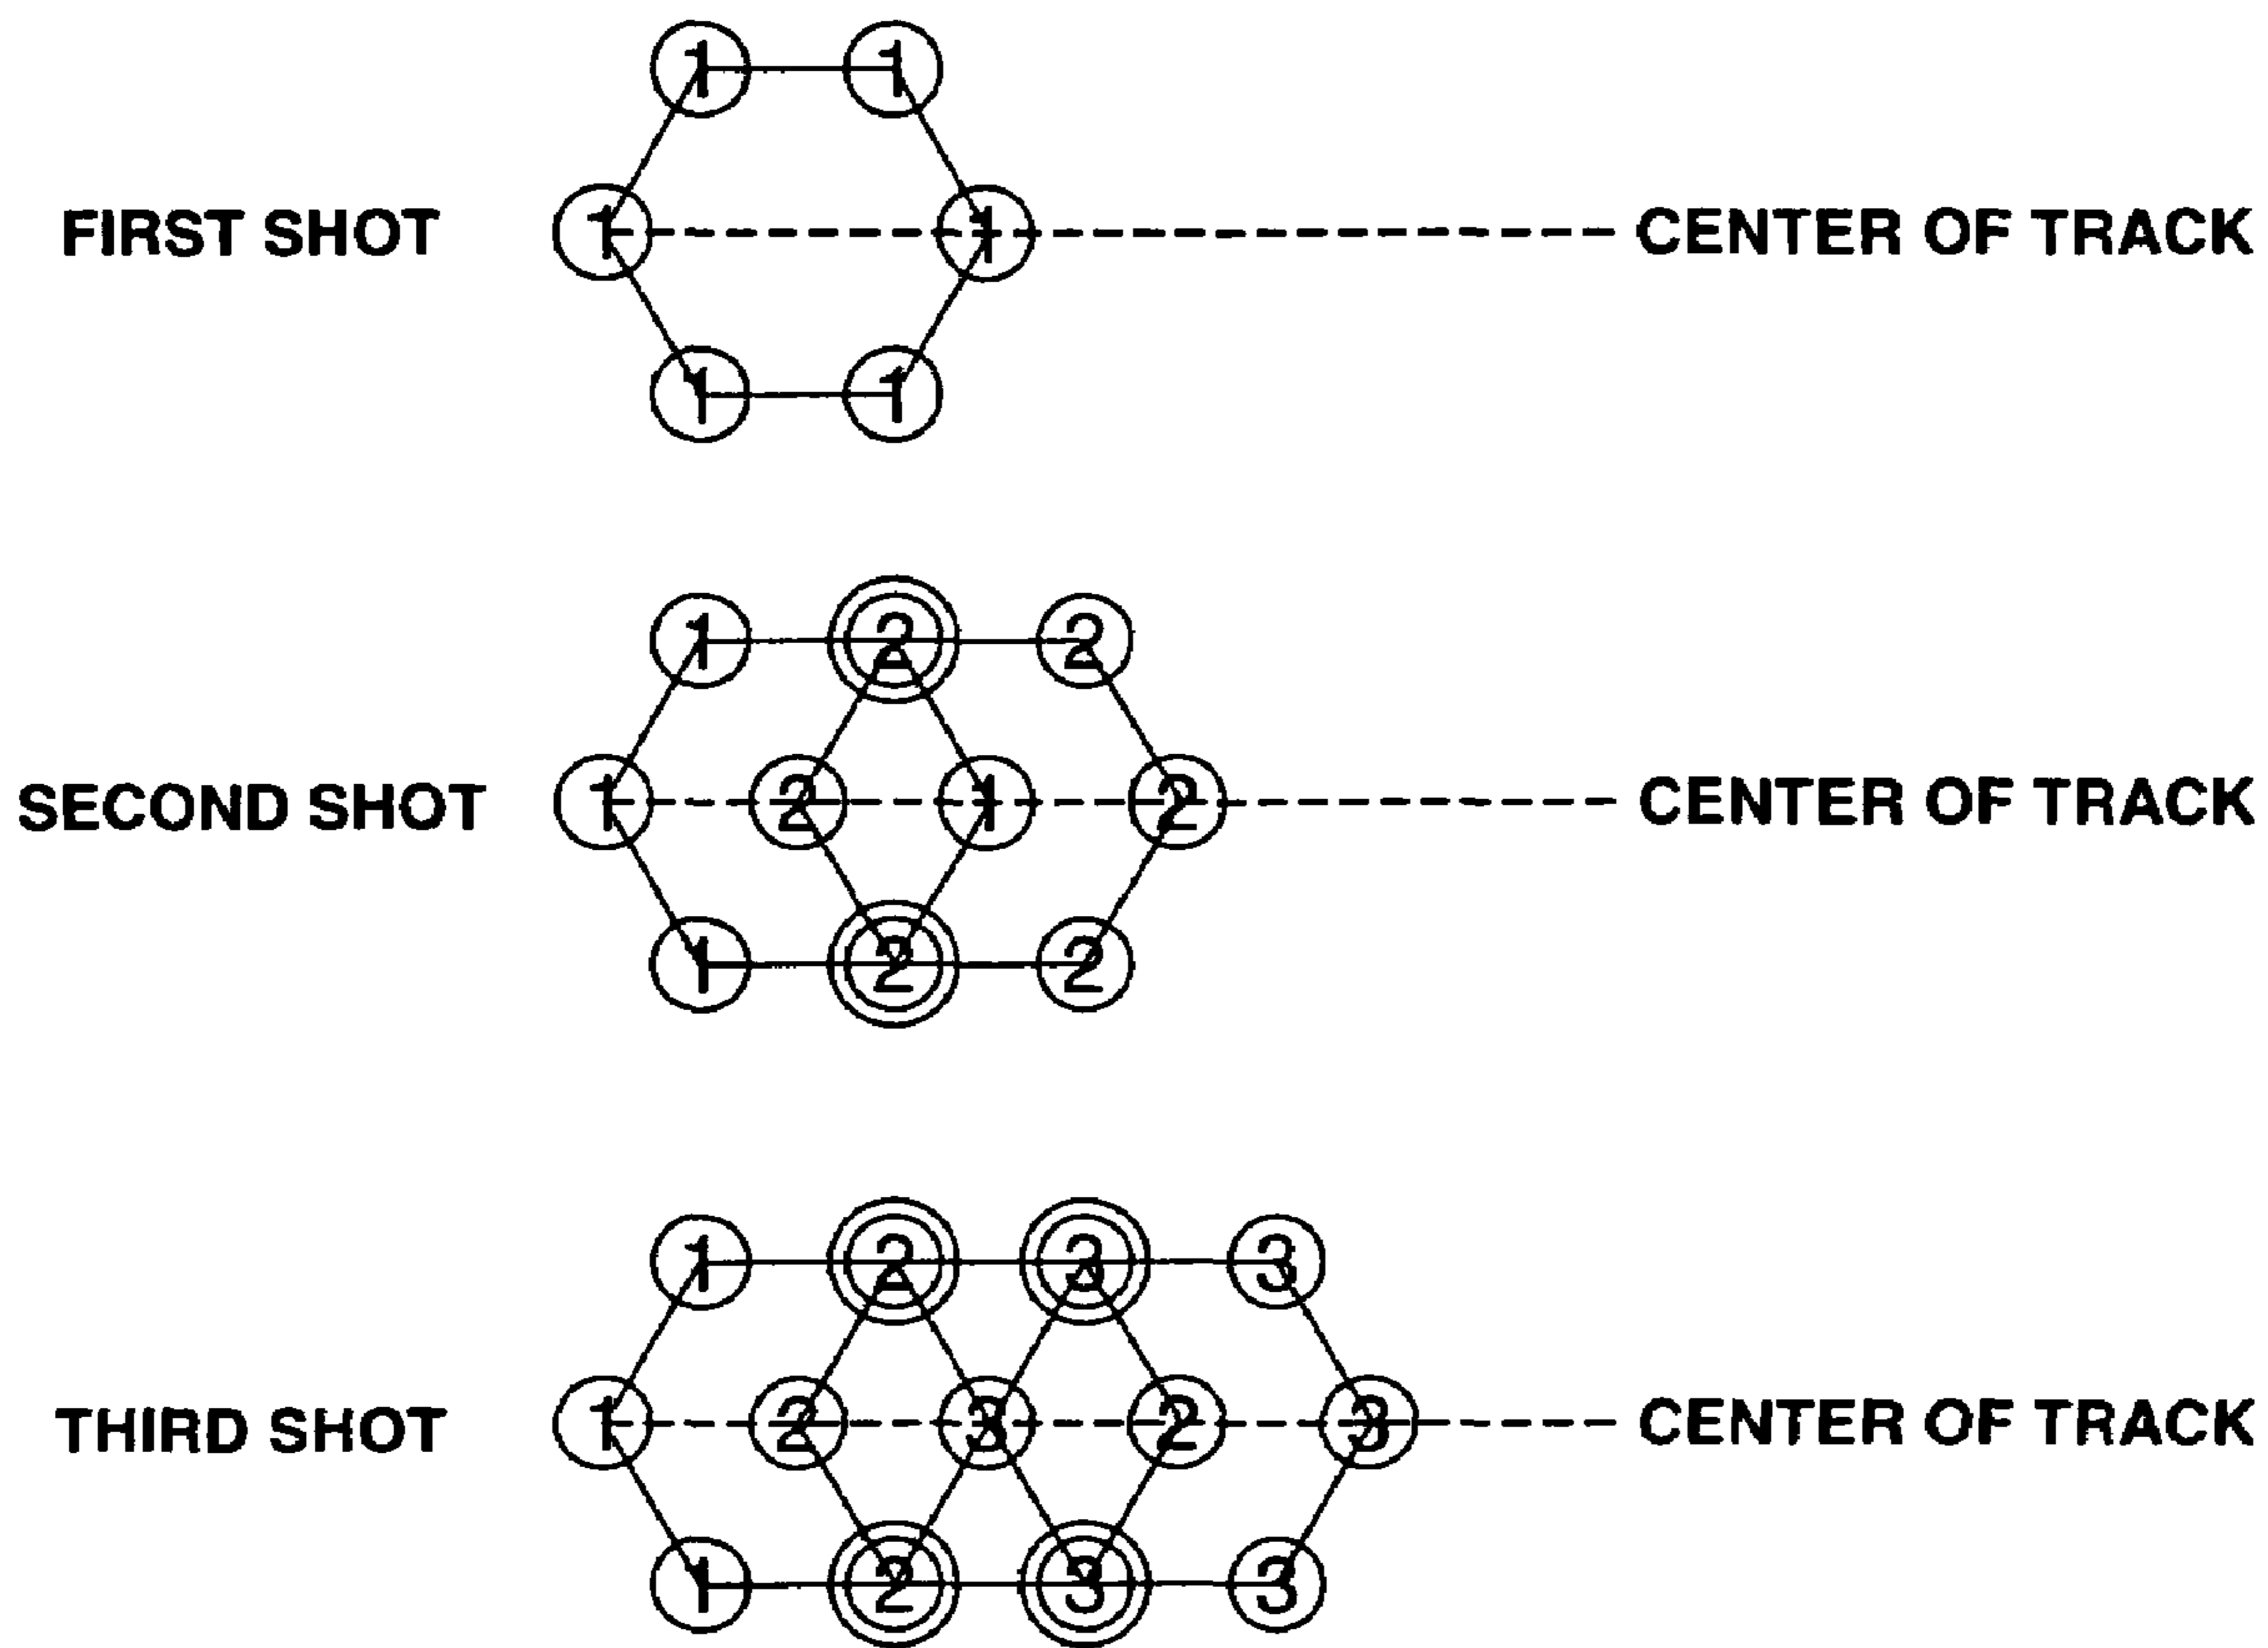 1 1
FIRST SHOT 1 1 CENTER OF TRACK
1 1
1 2 2
SECOND SHOT 1 2 1 2 CENTER OF TRACK
1 2 2
1 2 3 3
THIRD SHOT 1 2 3 2 3 CENTER OF TRACK
1 2 3 3